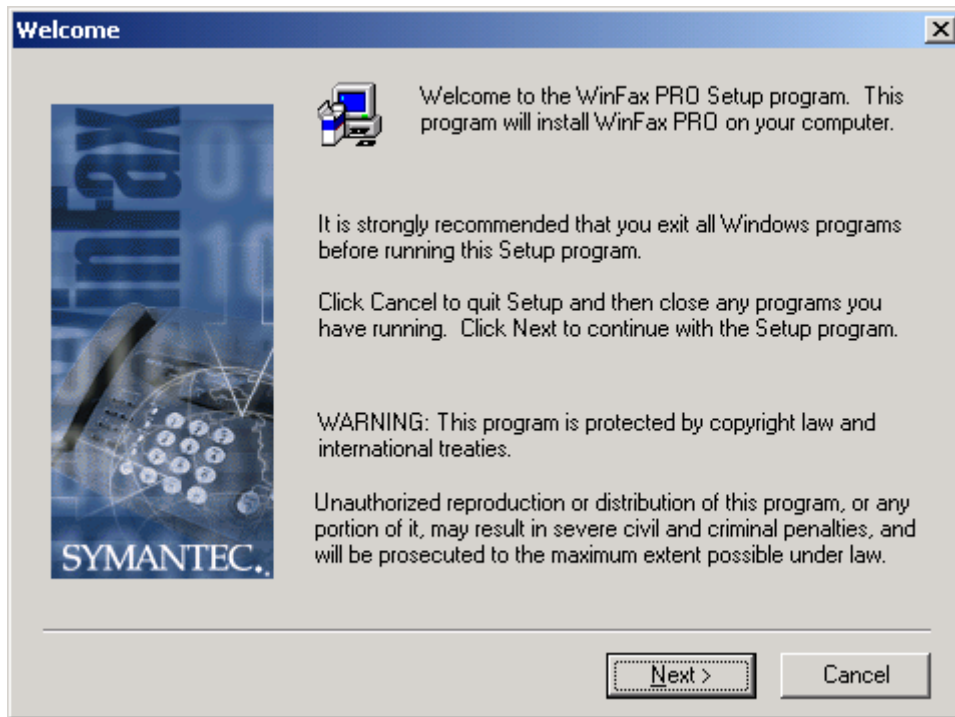 Welcome
WinFax
Welcome to the WinFax PRO Setup program.  This
program will install WinFax PRO on your computer.
It is strongly recommended that you exit all Windows programs
before running this Setup program.
Click Cancel to quit Setup and then close any programs you
have running.  Click Next to continue with the Setup program.
WARNING: This program is protected by copyright law and
international treaties.
Unauthorized reproduction or distribution of this program, or any
portion of it, may result in severe civil and criminal penalties, and
will be prosecuted to the maximum extent possible under law.
SYMANTEC.
Next >
Cancel